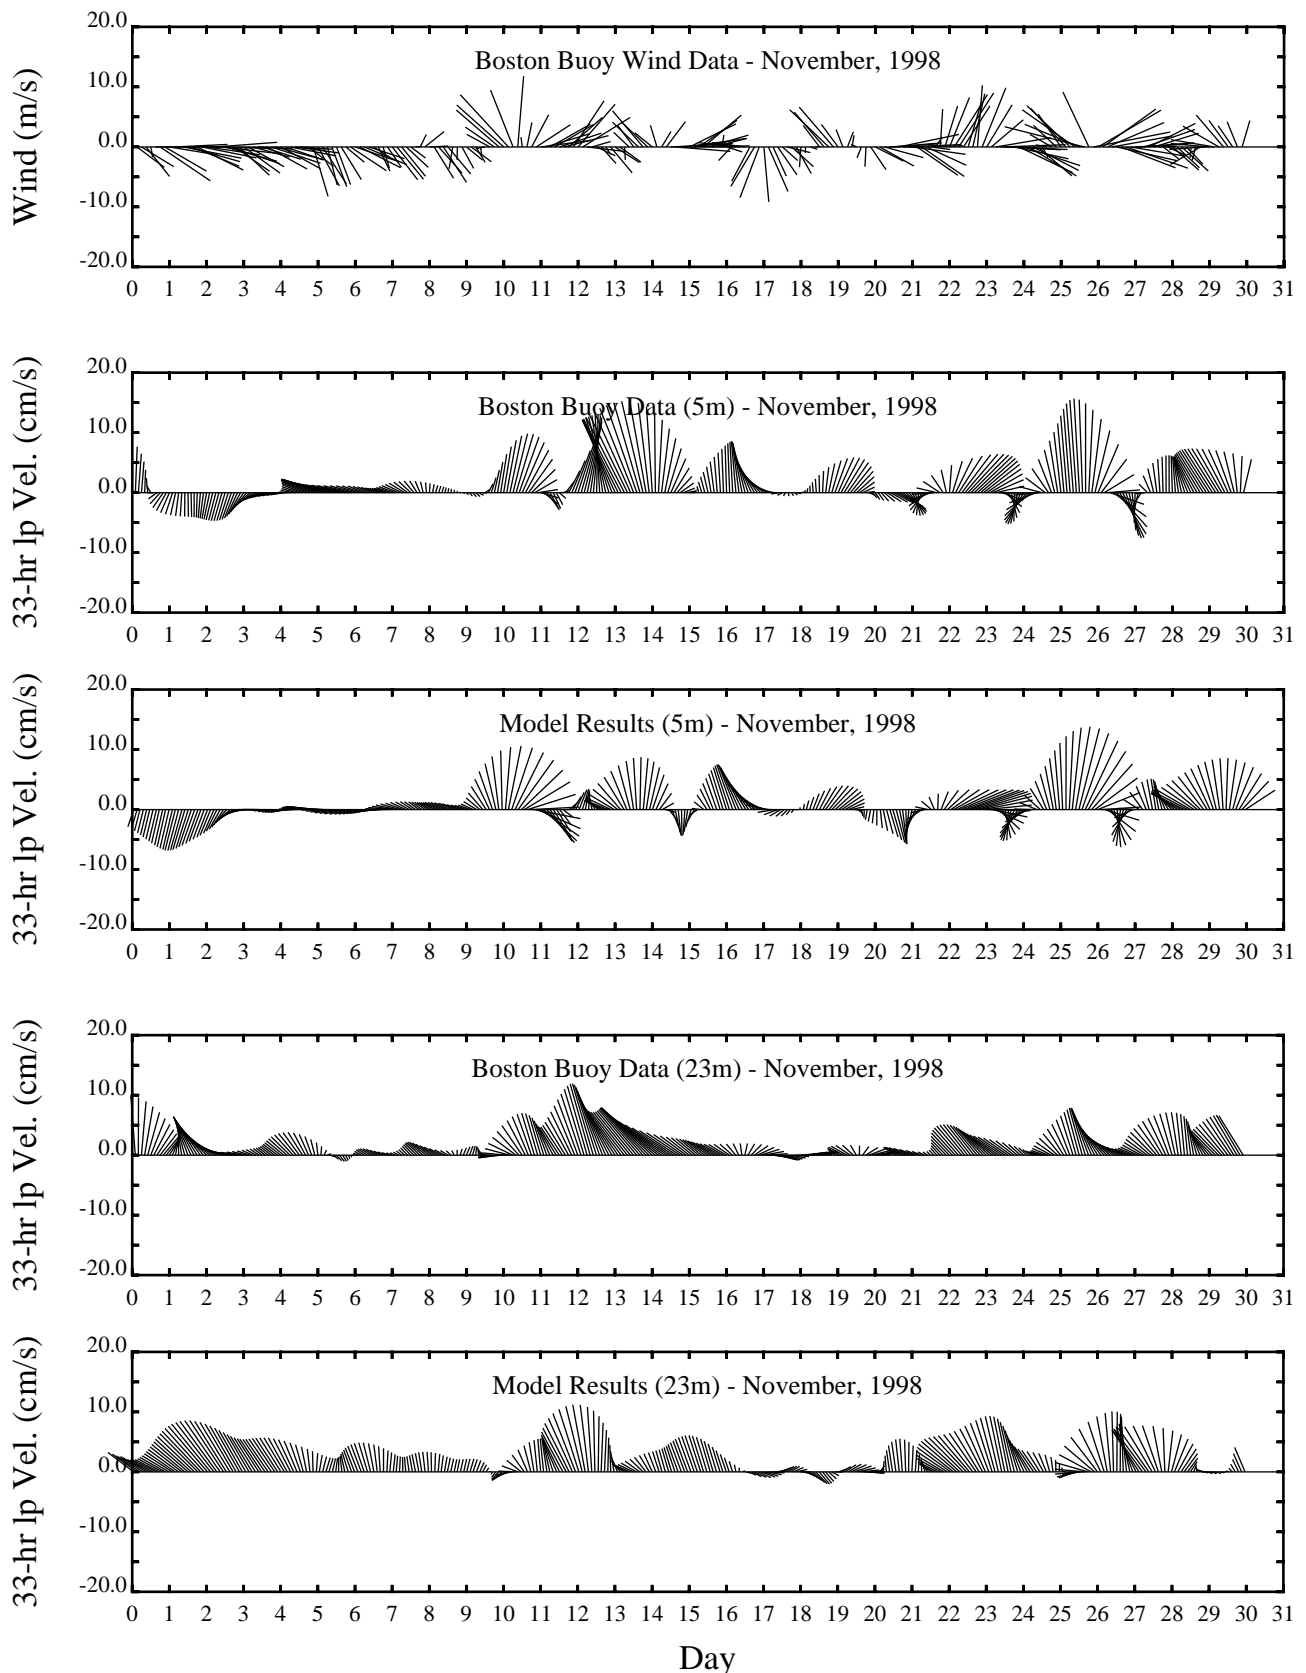 Boston Buoy Wind Data - November, 1998
Wind (m/s)
20.0
10.0
0.0
-10.0
-20.0
0 1 2 3 4 5 6 7 8 9 10 11 12 13 14 15 16 17 18 19 20 21 22 23 24 25 26 27 28 29 30 31
Boston Buoy Data (5m) - November, 1998
33-hr lp Vel. (cm/s)
20.0
10.0
0.0
-10.0
-20.0
0 1 2 3 4 5 6 7 8 9 10 11 12 13 14 15 16 17 18 19 20 21 22 23 24 25 26 27 28 29 30 31
Model Results (5m) - November, 1998
33-hr lp Vel. (cm/s)
20.0
10.0
0.0
-10.0
-20.0
0 1 2 3 4 5 6 7 8 9 10 11 12 13 14 15 16 17 18 19 20 21 22 23 24 25 26 27 28 29 30 31
Boston Buoy Data (23m) - November, 1998
33-hr lp Vel. (cm/s)
20.0
10.0
0.0
-10.0
-20.0
0 1 2 3 4 5 6 7 8 9 10 11 12 13 14 15 16 17 18 19 20 21 22 23 24 25 26 27 28 29 30 31
Model Results (23m) - November, 1998
33-hr lp Vel. (cm/s)
20.0
10.0
0.0
-10.0
-20.0
0 1 2 3 4 5 6 7 8 9 10 11 12 13 14 15 16 17 18 19 20 21 22 23 24 25 26 27 28 29 30 31
Day